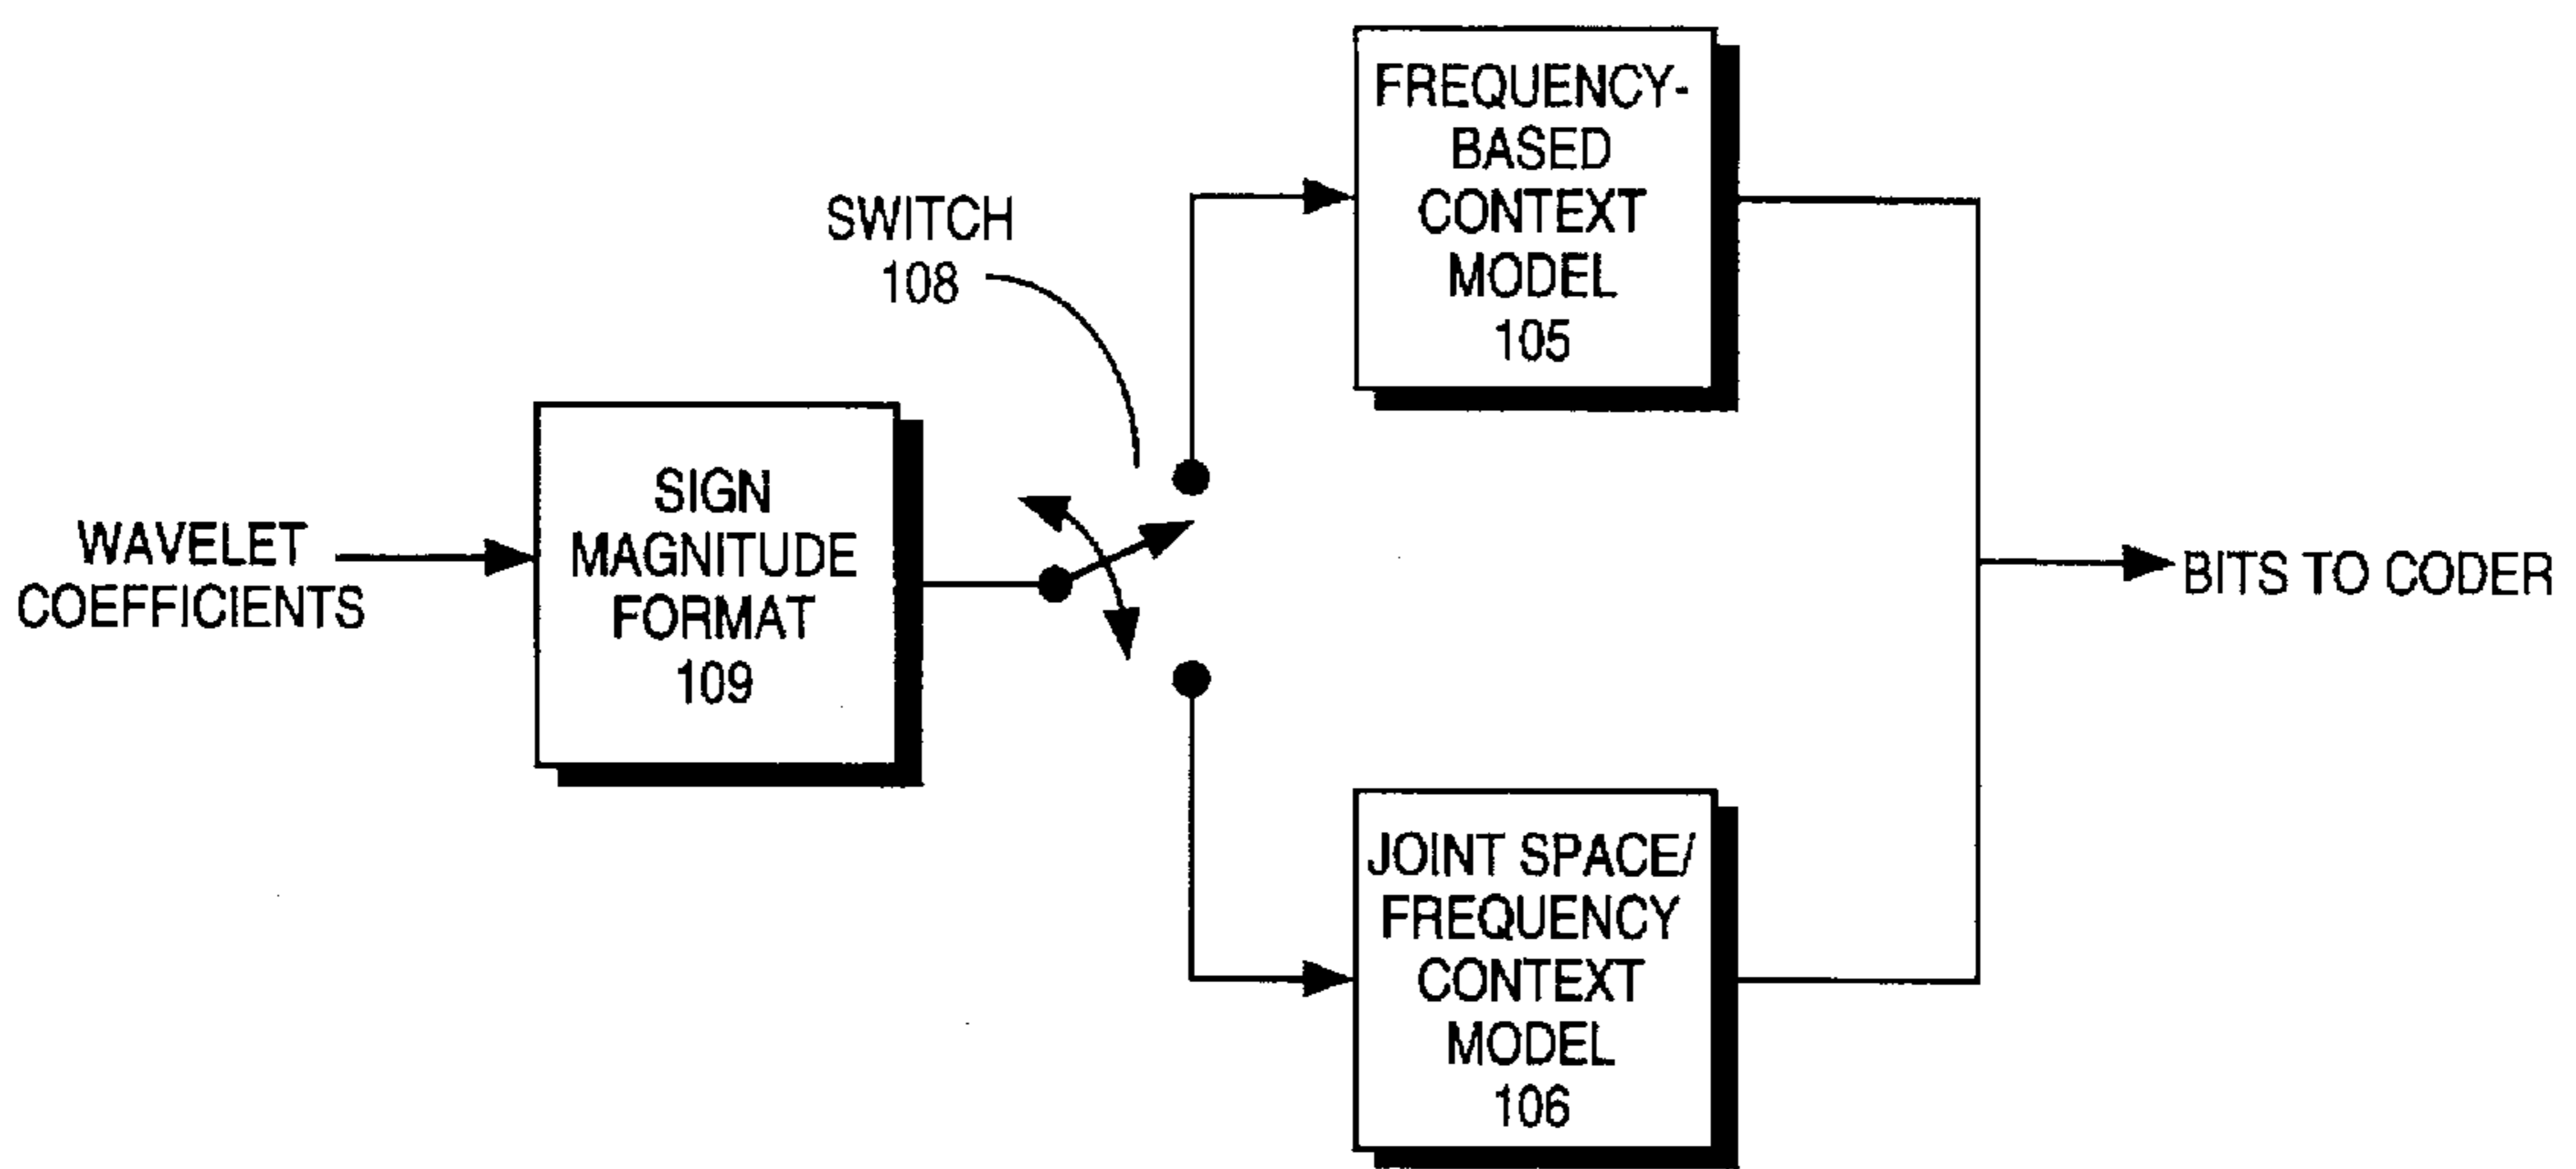 WAVELET
COEFFICIENTS
SIGN
MAGNITUDE
FORMAT
109
SWITCH
108
FREQUENCY-
BASED
CONTEXT
MODEL
105
JOINT SPACE/
FREQUENCY
CONTEXT
MODEL
106
BITS TO CODER